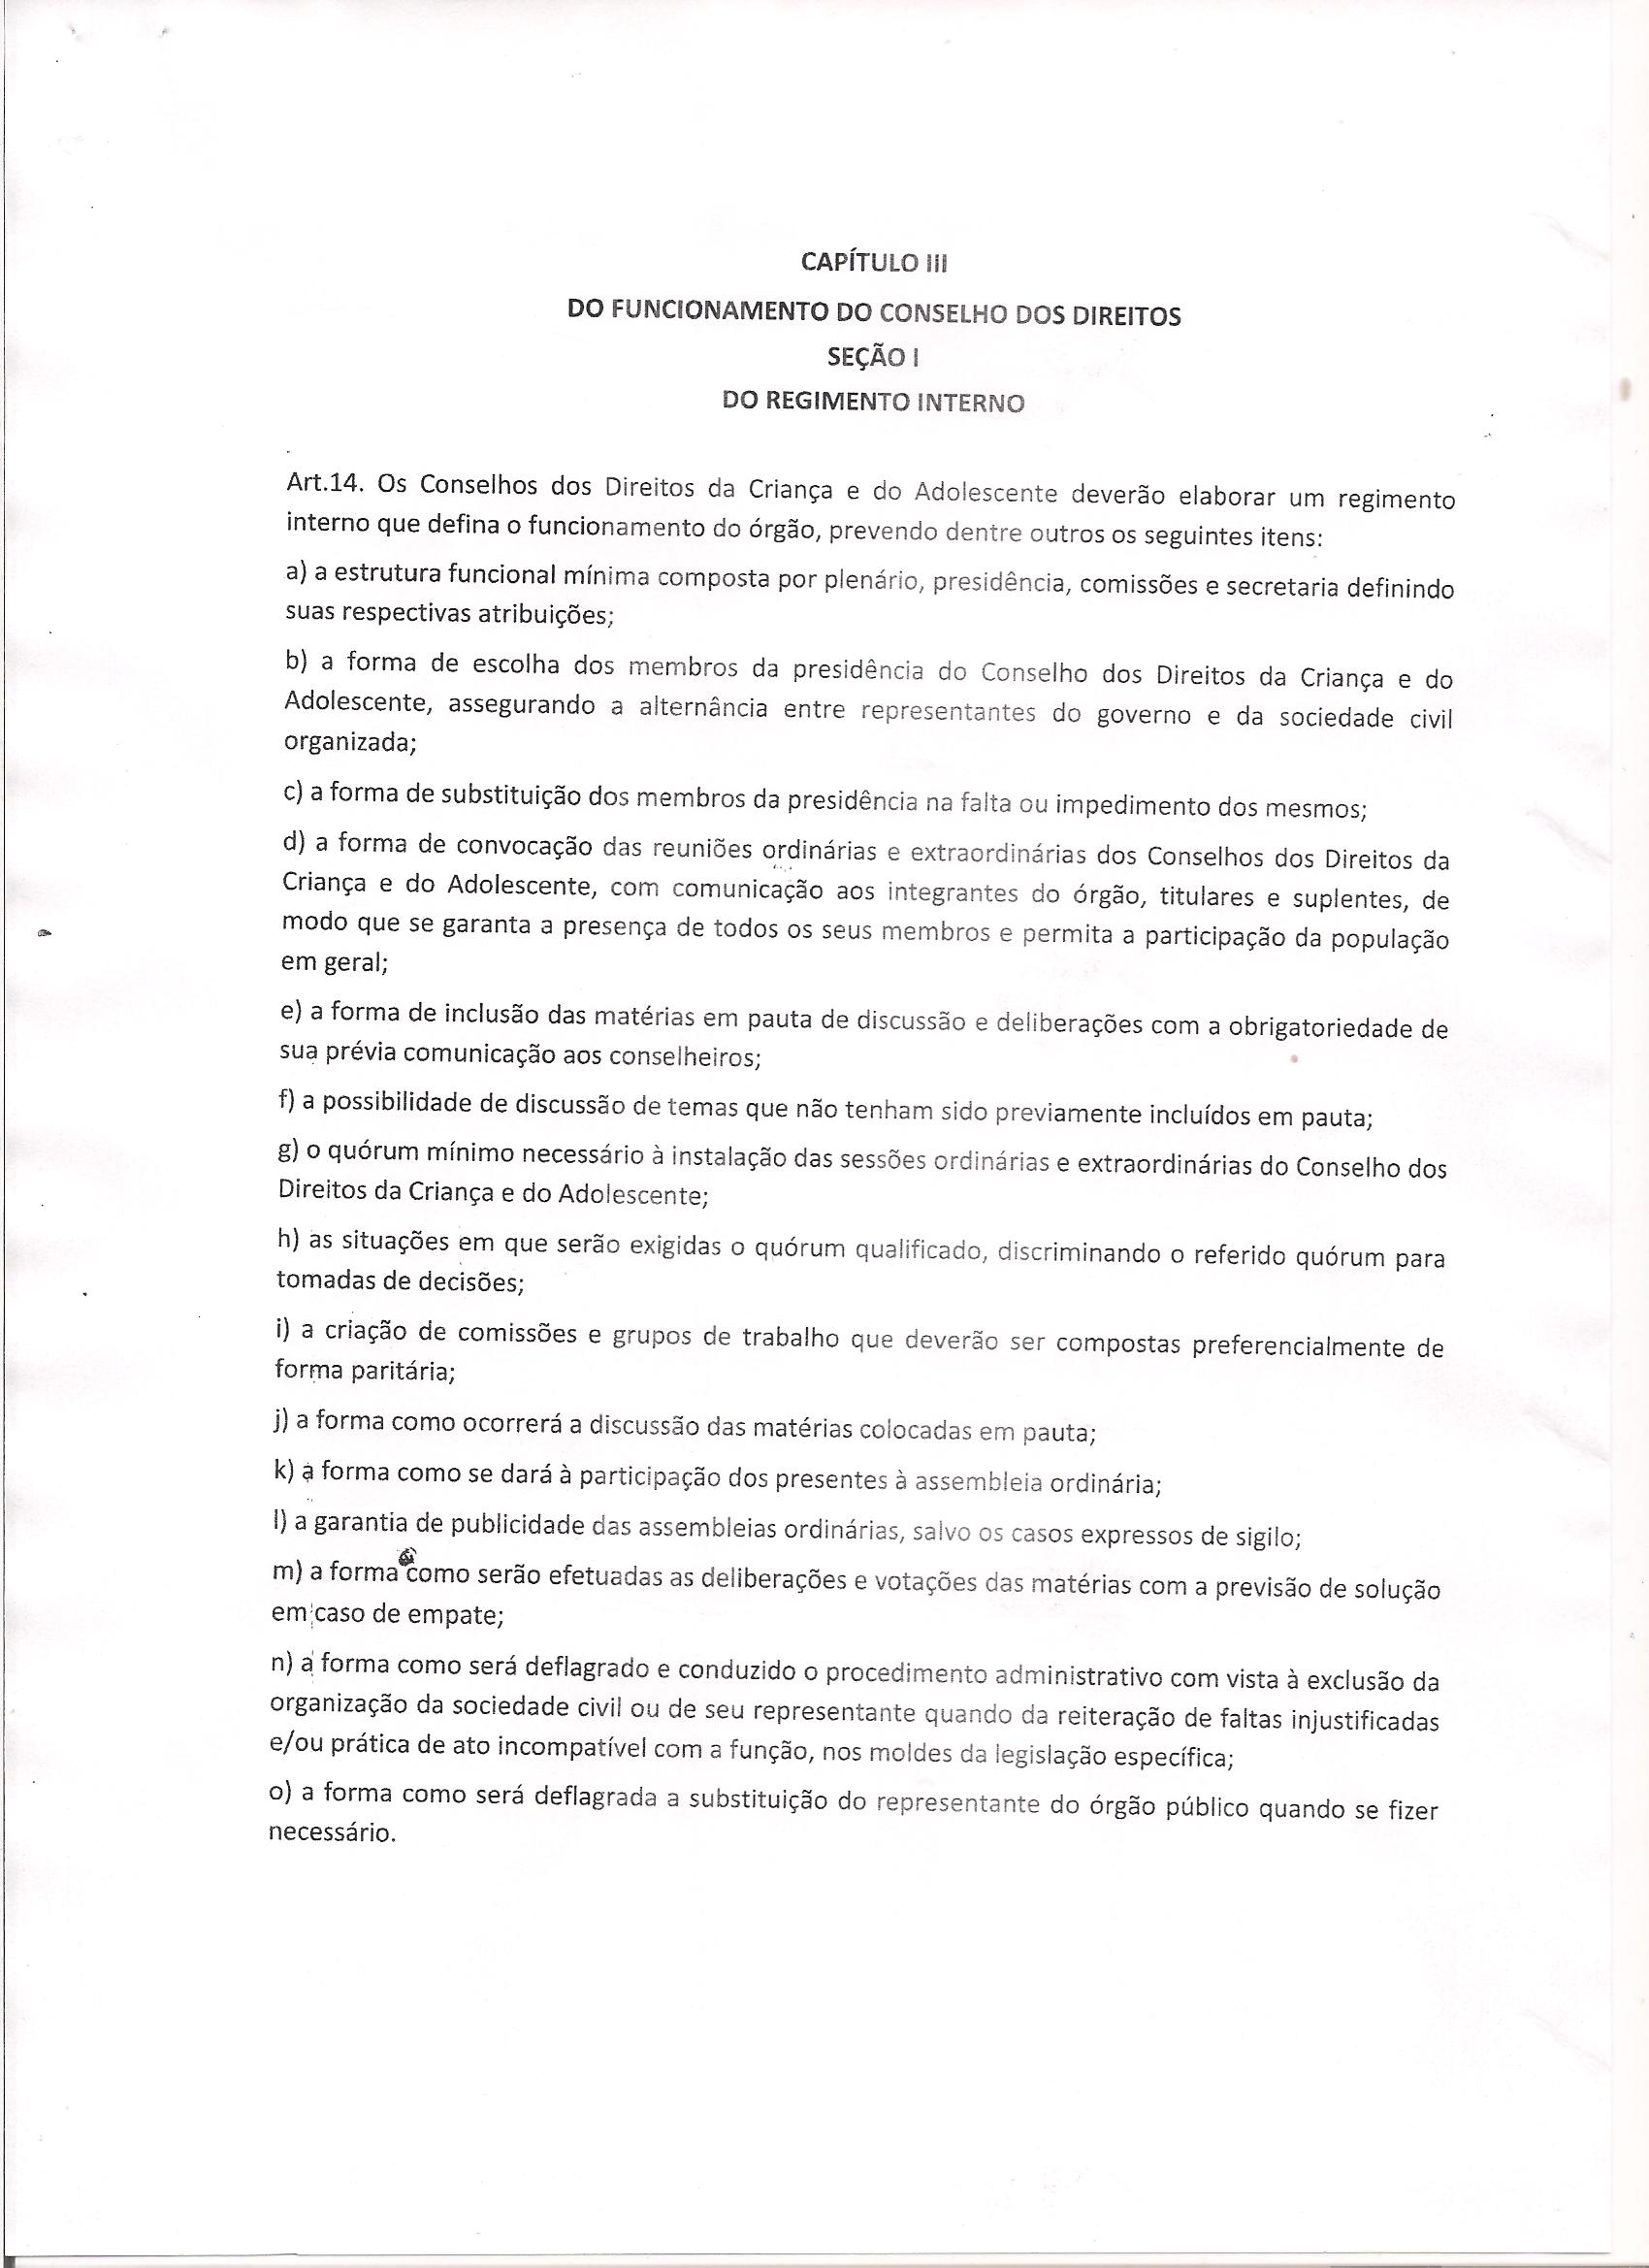 CAPÍTULO III
DO FUNCIONAMENTO DO CONSELHO DOS DIREITOS
SEÇÃO I
DO REGIMENTO INTERNO
Art.14. Os Conselhos dos Direitos da Criança e do Adolescente deverão elaborar um regimento
interno que defina o funcionamento do órgão, prevendo dentre outros os seguintes itens:
a) a estrutura funcional mínima composta por plenário, presidência, comissões e secretaria definindo
suas respectivas atribuições;
b) a forma de escolha dos membros da presidência do Conselho dos Direitos da Criança e do
Adolescente, assegurando a alternância entre representantes do governo e da sociedade civil
organizada;
c) a forma de substituição dos membros da presidência na falta ou impedimento dos mesmos;
d) a forma de convocação das reuniões ordinárias e extraordinárias dos Conselhos dos Direitos da
Criança e do Adolescente, com comunicação aos integrantes do órgão, titulares e suplentes, de
modo que se garanta a presença de todos os seus membros e permita a participação da população
em geral;
e) a forma de inclusão das matérias em pauta de discussão e deliberações com a obrigatoriedade de
sua prévia comunicação aos conselheiros;
f) a possibilidade de discussão de temas que não tenham sido previamente incluídos em pauta;
g) o quórum mínimo necessário à instalação das sessões ordinárias e extraordinárias do Conselho dos
Direitos da Criança e do Adolescente;
h) as situações em que serão exigidas o quórum qualificado, discriminando o referido quórum para
tomadas de decisões;
i) a criação de comissões e grupos de trabalho que deverão ser compostas preferencialmente de
forma paritária;
j) a forma como ocorrerá a discussão das matérias colocadas em pauta;
k) a forma como se dará à participação dos presentes à assembleia ordinária;
l) a garantia de publicidade das assembleias ordinárias, salvo os casos expressos de sigilo;
m) a forma como serão efetuadas as deliberações e votações das matérias com a previsão de solução
em caso de empate;
n) a forma como será deflagrado e conduzido o procedimento administrativo com vista à exclusão da
organização da sociedade civil ou de seu representante quando da reiteração de faltas injustificadas
e/ou prática de ato incompatível com a função, nos moldes da legislação específica;
o) a forma como será deflagrada a substituição do representante do órgão público quando se fizer
necessário.